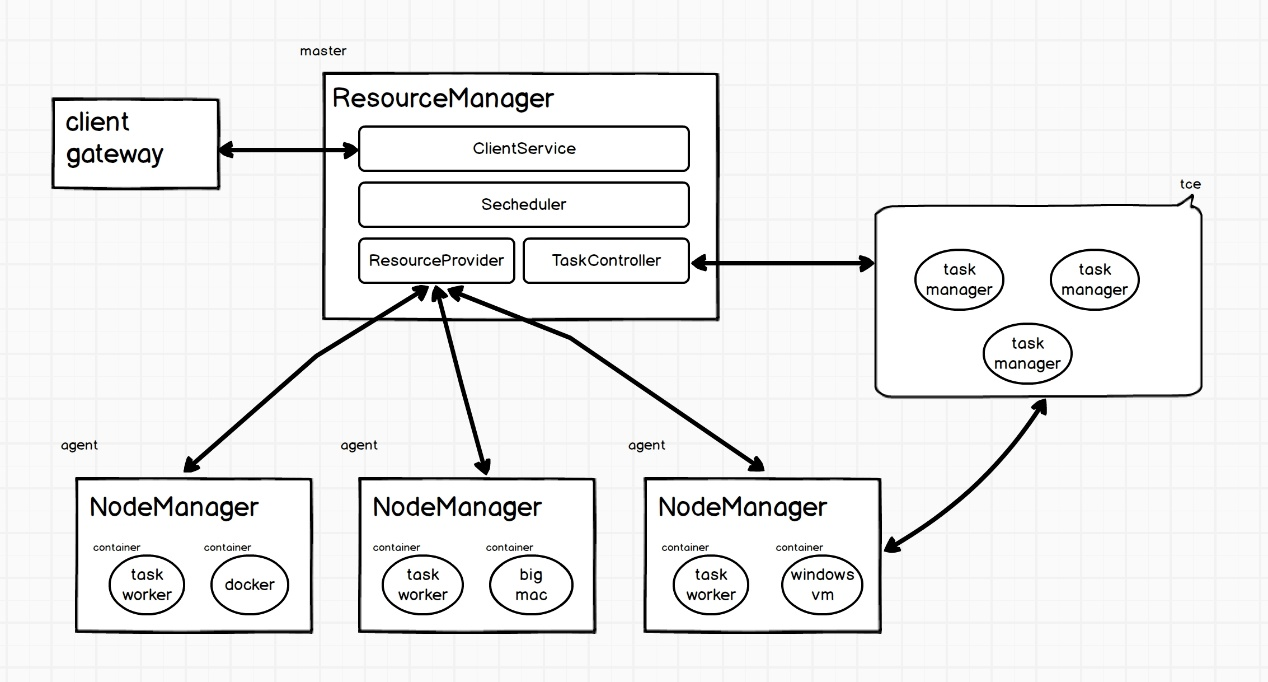 master
ResourceManager
client
gateway
ClientService
Secheduler
ResourceProvider
TaskController
tce
task
manager
task
manager
task
manager
agent
NodeManager
container
task
worker
container
docker
agent
NodeManager
container
task
worker
container
big
mac
agent
NodeManager
container
task
worker
container
windows
vm